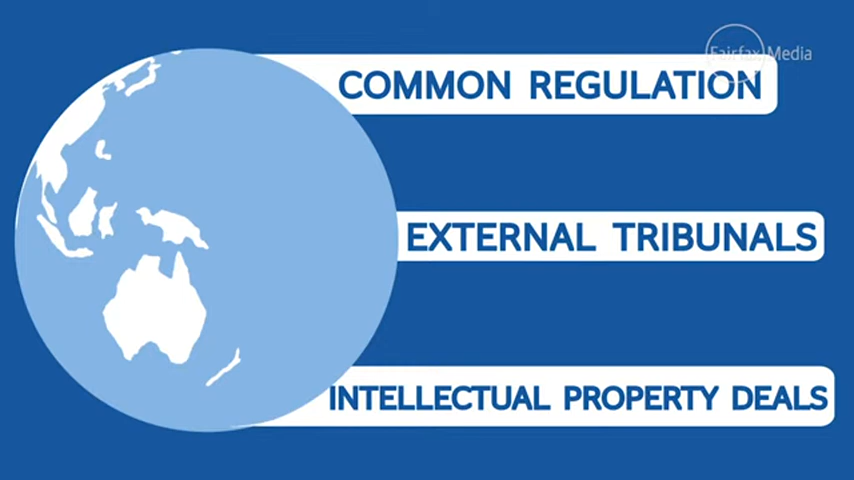 Fairfax Media
COMMON REGULATION
EXTERNAL TRIBUNALS
INTELLECTUAL PROPERTY DEALS